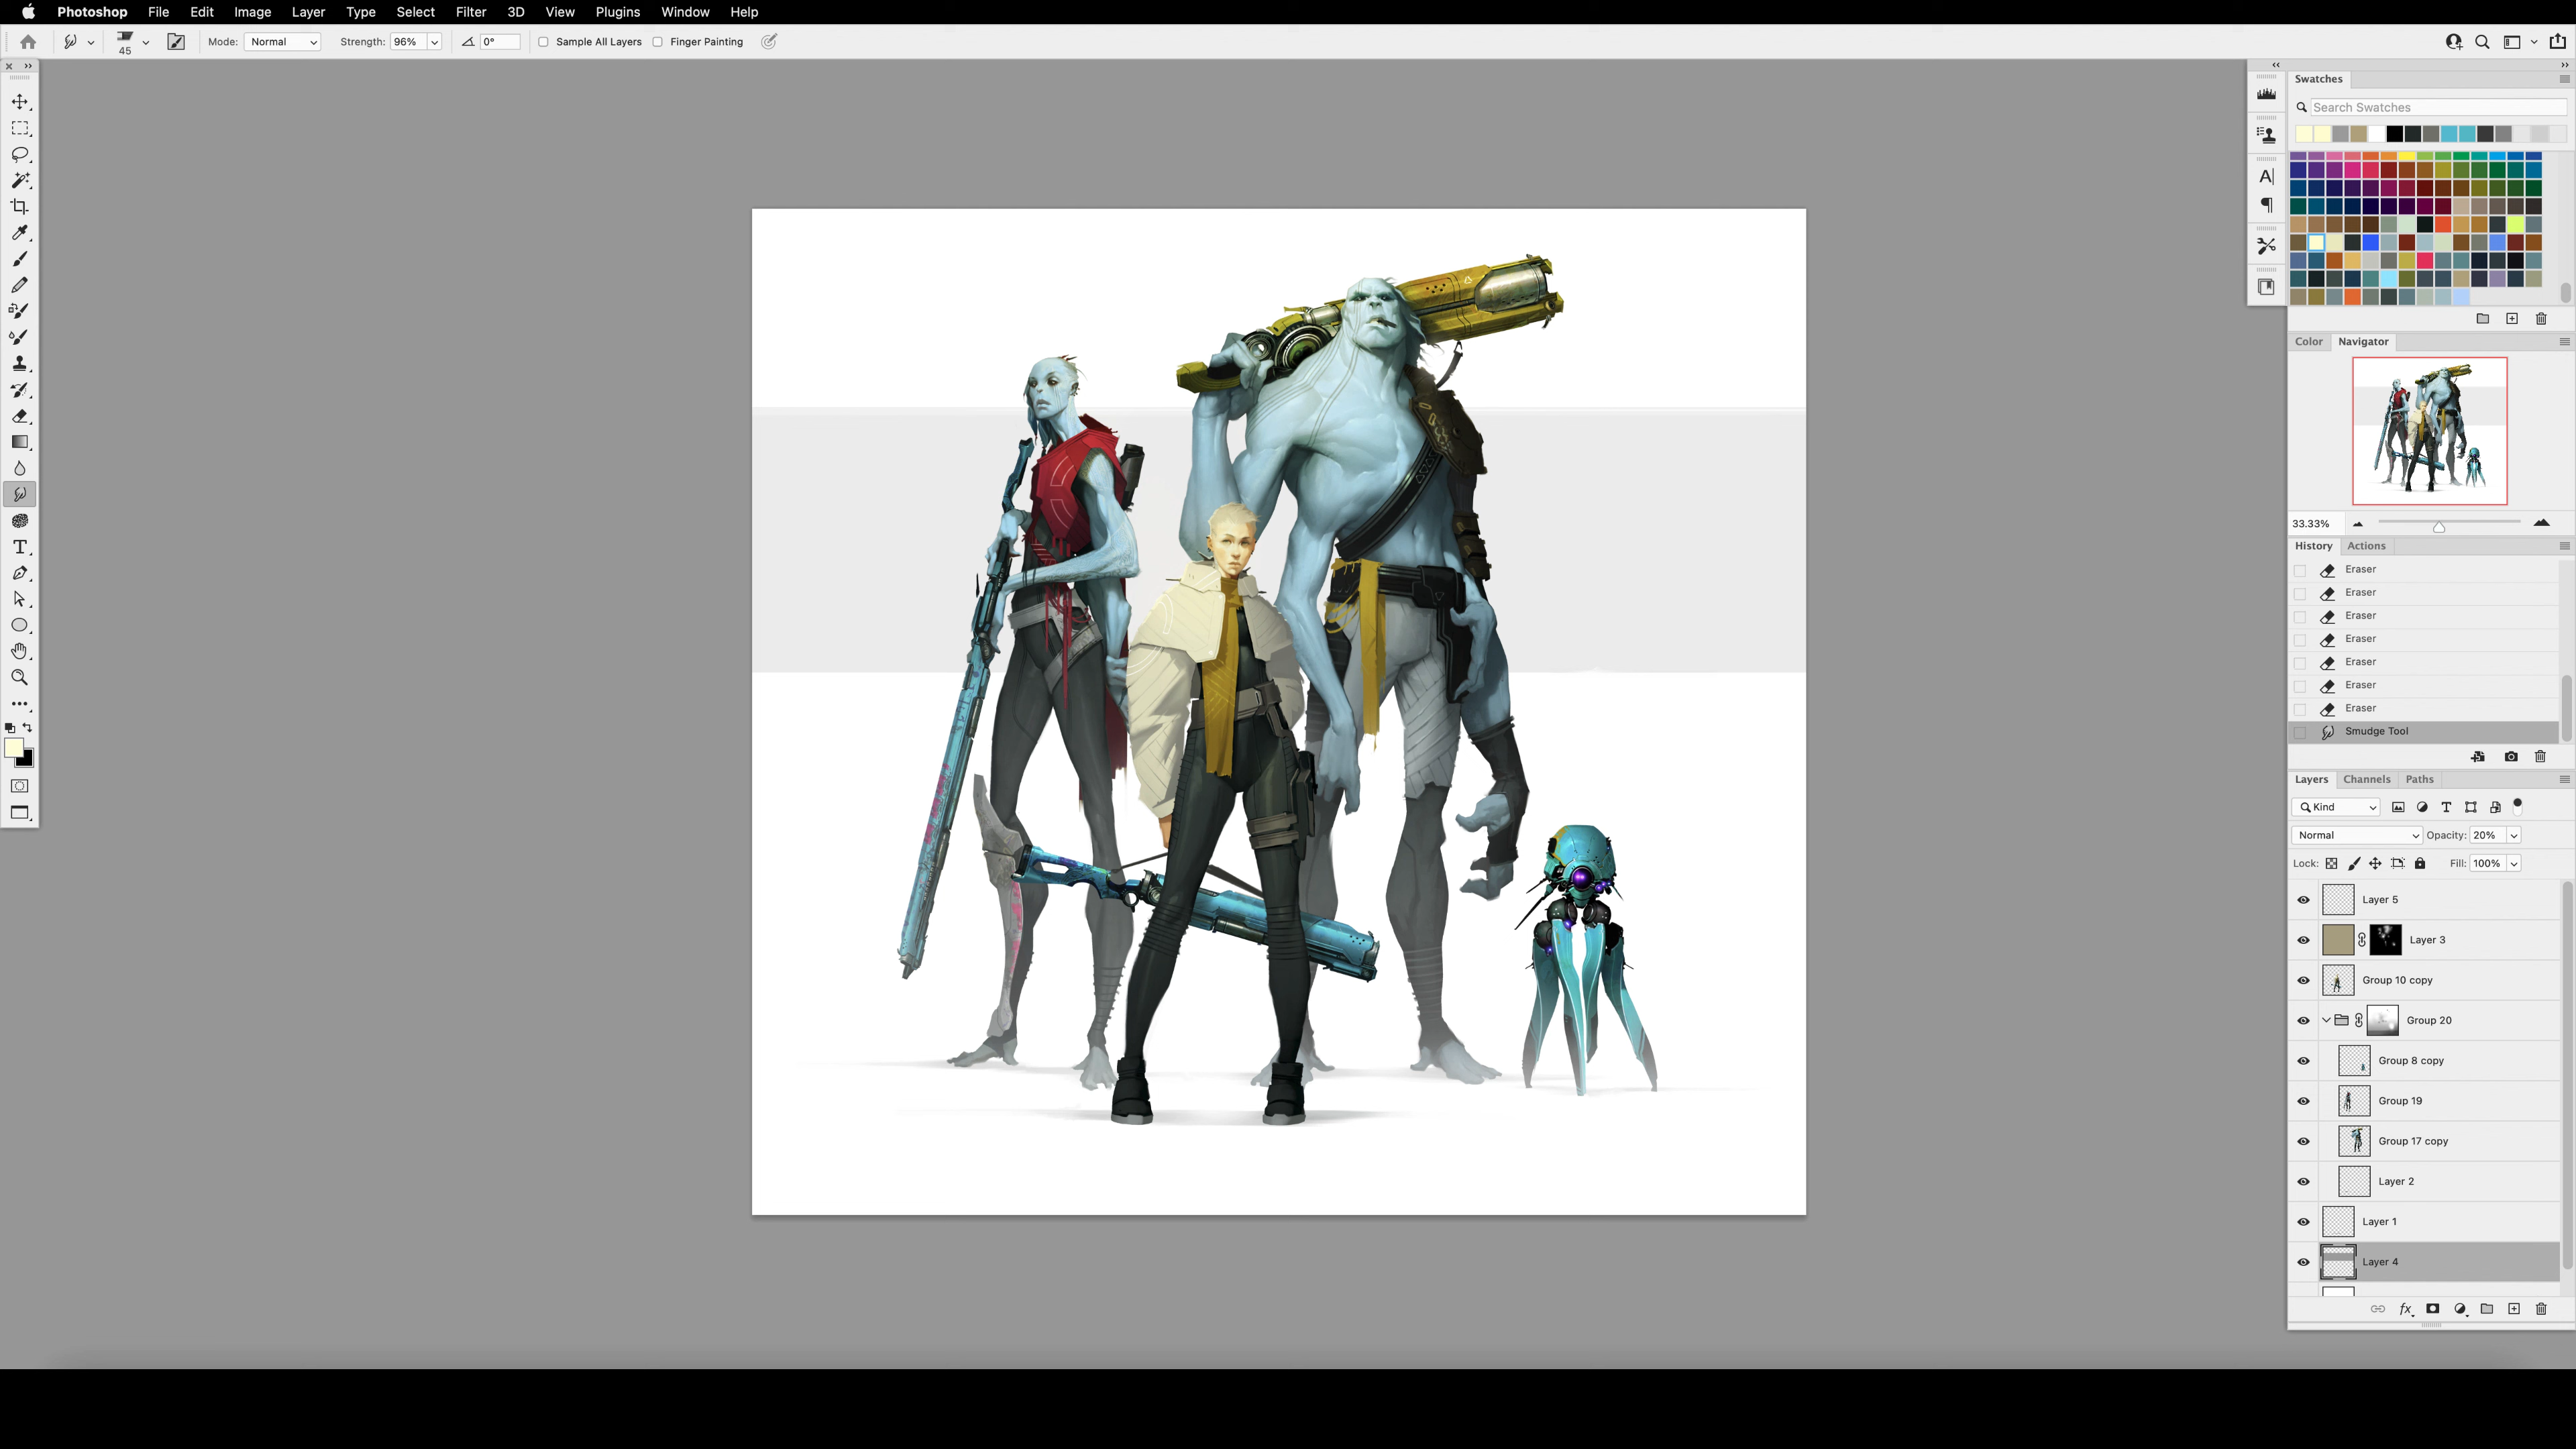 Photoshop File Edit Image Layer Type Select Filter 3D View Plugins Window Help
45 Mode: Normal Strength: 96% 0° Sample All Layers Finger Painting
Swatches
Search Swatches
Color Navigator
33.33%
History Actions
Eraser
Eraser
Eraser
Eraser
Eraser
Eraser
Eraser
Smudge Tool
Layers Channels Paths
Kind
Normal Opacity: 20%
Lock: Fill: 100%
Layer 5
Layer 3
Group 10 copy
Group 20
Group 8 copy
Group 19
Group 17 copy
Layer 2
Layer 1
Layer 4
fx